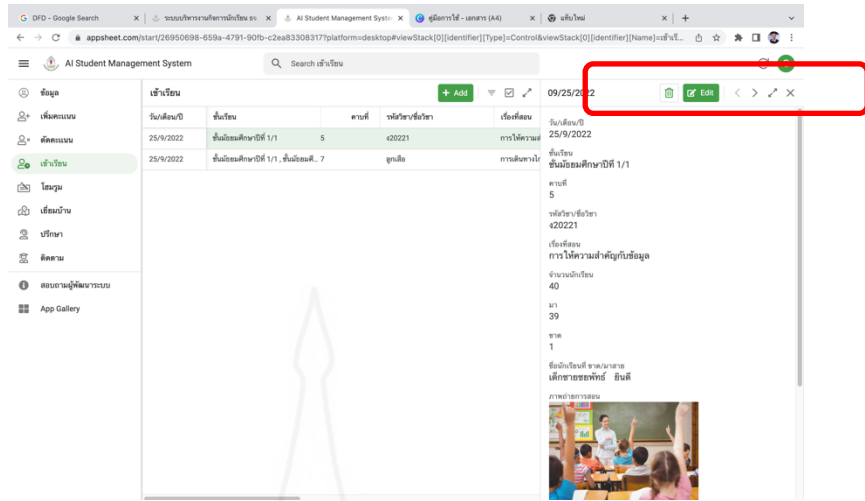 DFD - Google Search
ระบบบริหารงานกิจการนักเรียน ธจ.
AI Student Management Syste
คู่มือการใช้ - เอกสาร (A4)
แท็บใหม่
appsheet.com/start/26950698-659a-4791-90fb-c2ea83308317?platform=desktop#viewStack[0][identifier][Type]=Control&viewStack[0][identifier][Name]=เข้าเรี...
AI Student Management System
Search เข้าเรียน
ข้อมูล
เพิ่มคะแนน
ตัดคะแนน
เข้าเรียน
โฮมรูม
เยี่ยมบ้าน
ปรึกษา
ติดตาม
สอบถามผู้พัฒนาระบบ
App Gallery
เข้าเรียน
+ Add
วัน/เดือน/ปี ชั้นเรียน คาบที่ รหัสวิชา/ชื่อวิชา เรื่องที่สอน
25/9/2022 ชั้นมัธยมศึกษาปีที่ 1/1 5 ง20221 การให้ความส
25/9/2022 ชั้นมัธยมศึกษาปีที่ 1/1 , ชั้นมัธยมศึ... 7 ลูกเสือ การเดินทางไก
09/25/2022
Edit
วัน/เดือน/ปี
25/9/2022
ชั้นเรียน
ชั้นมัธยมศึกษาปีที่ 1/1
คาบที่
5
รหัสวิชา/ชื่อวิชา
ง20221
เรื่องที่สอน
การให้ความสำคัญกับข้อมูล
จำนวนนักเรียน
40
มา
39
ขาด
1
ชื่อนักเรียนที่ ขาด/มาสาย
เด็กชายชยพัทธ์ ยินดี
ภาพถ่ายการสอน